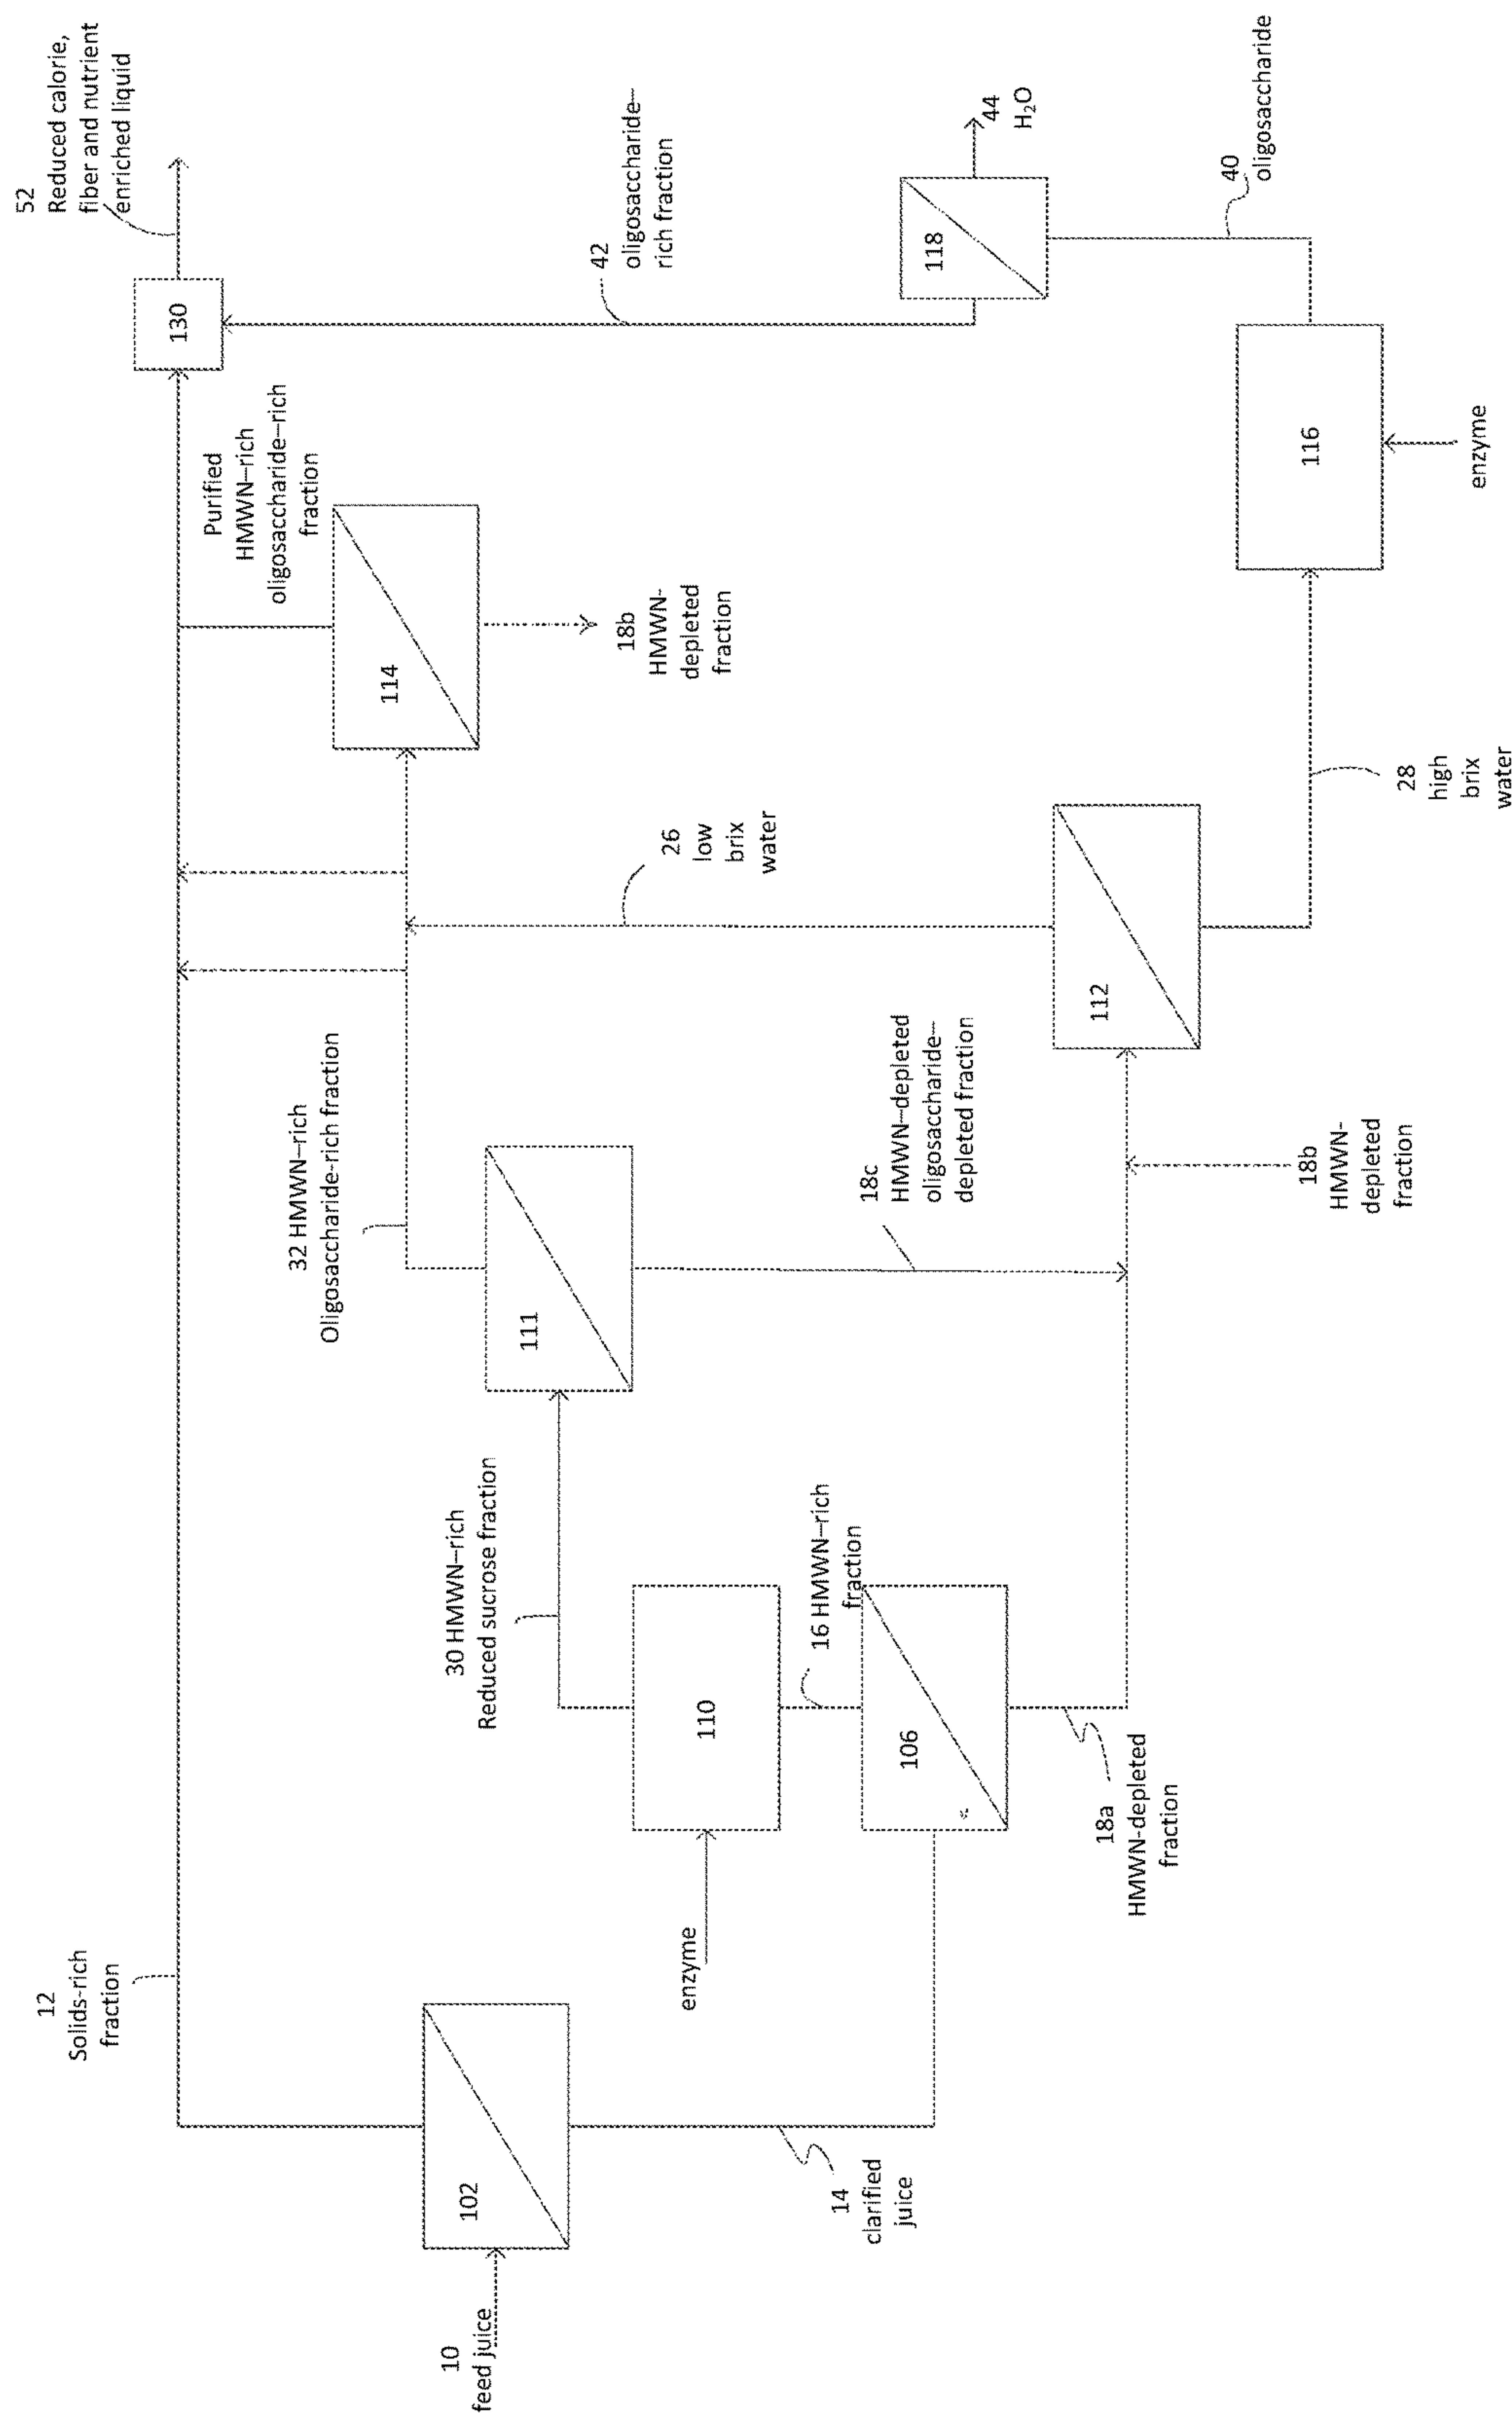 10
feed juice
102
12
Solids-rich
fraction
14
clarified
juice
enzyme
110
106
16 HMWN–rich
fraction
18a
HMWN-depleted
fraction
30 HMWN–rich
Reduced sucrose fraction
111
32 HMWN–rich
Oligosaccharide-rich fraction
18c
HMWN–depleted
oligosaccharide–
depleted fraction
18b
HMWN-
depleted
fraction
112
26
low
brix
water
28
high
brix
water
114
18b
HMWN-
depleted
fraction
Purified
HMWN–rich
oligosaccharide–rich
fraction
116
enzyme
40
oligosaccharide
118
44
H₂O
42
oligosaccharide–
rich fraction
130
52
Reduced calorie,
fiber and nutrient
enriched liquid